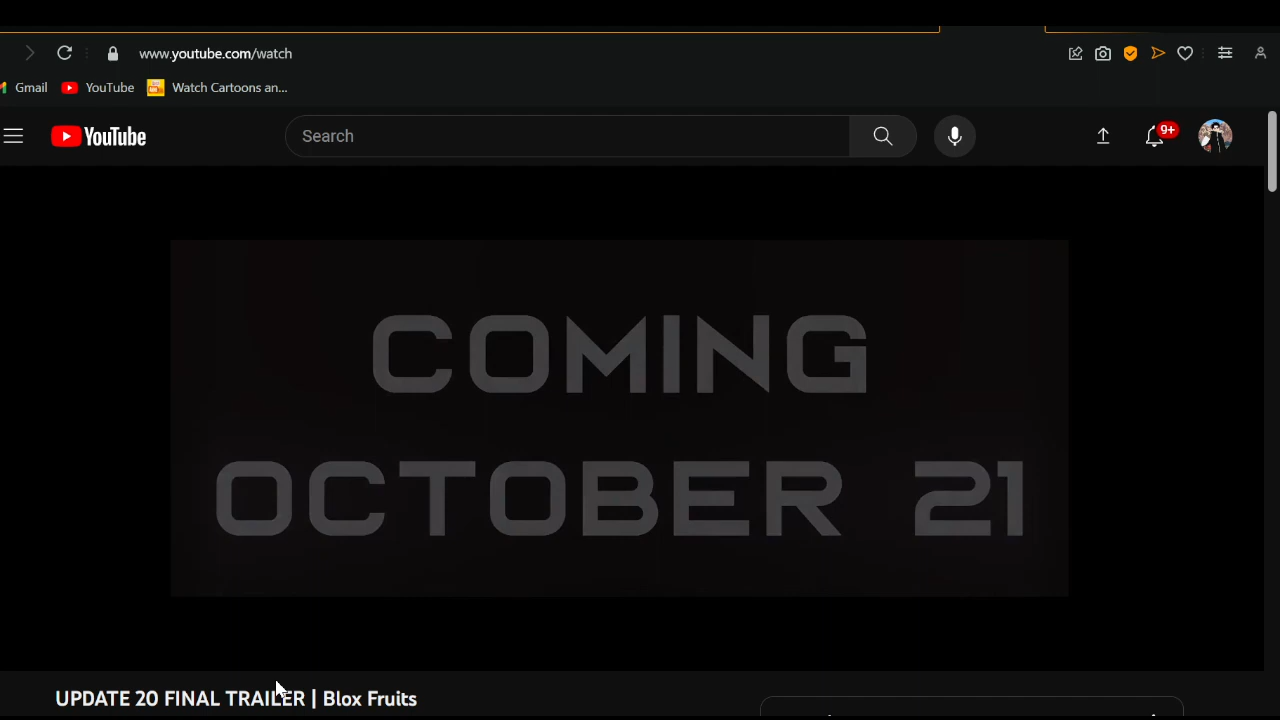 www.youtube.com/watch
Gmail
YouTube
Watch Cartoons an...
YouTube
Search
9+
COMING
OCTOBER 21
UPDATE 20 FINAL TRAILER | Blox Fruits